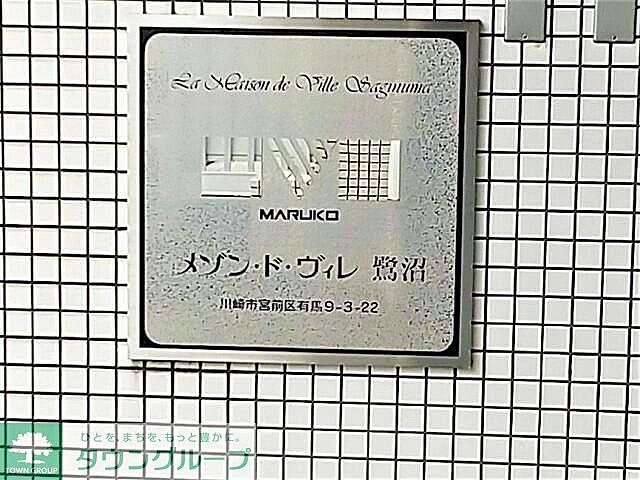 La Maison de Ville Saginuma
MARUKO
メゾン・ド・ヴィレ 鷺沼
川崎市宮前区有馬9-3-22
ひとを、まちを、もっと豊かに。
タウングループ
TOWN GROUP